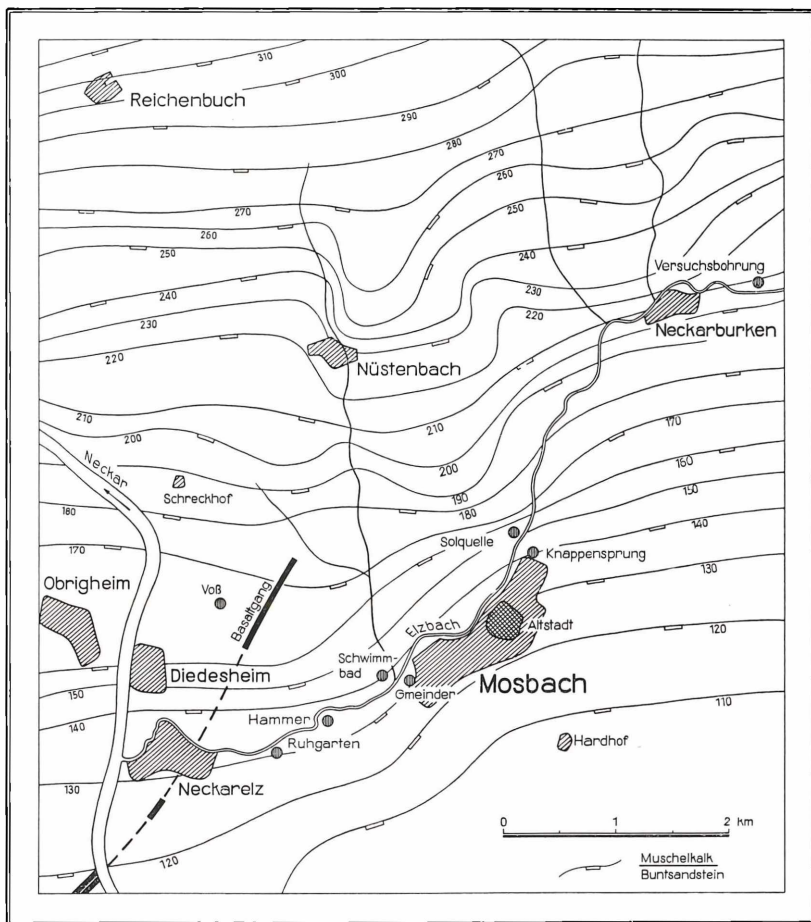 310
300
Reichenbuch
290
280
270
260
250
270
260
250
240
240
230
Versuchsbohrung
230
220
220
Neckarburken
Nüstenbach
210
200
210
200
170
160
190
150
Neckar
Schreckhof
180
180
140
Solquelle
Knappensprung
170
130
Obrigheim
Voß
Basaltgang
Elzbach
Altstadt
120
Schwimm-
bad
Diedesheim
Gmeinder
Mosbach
150
110
140
Hammer
Ruhgarten
Hardhof
130
Neckarelz
0 1 2 km
120
Muschelkalk
Buntsandstein